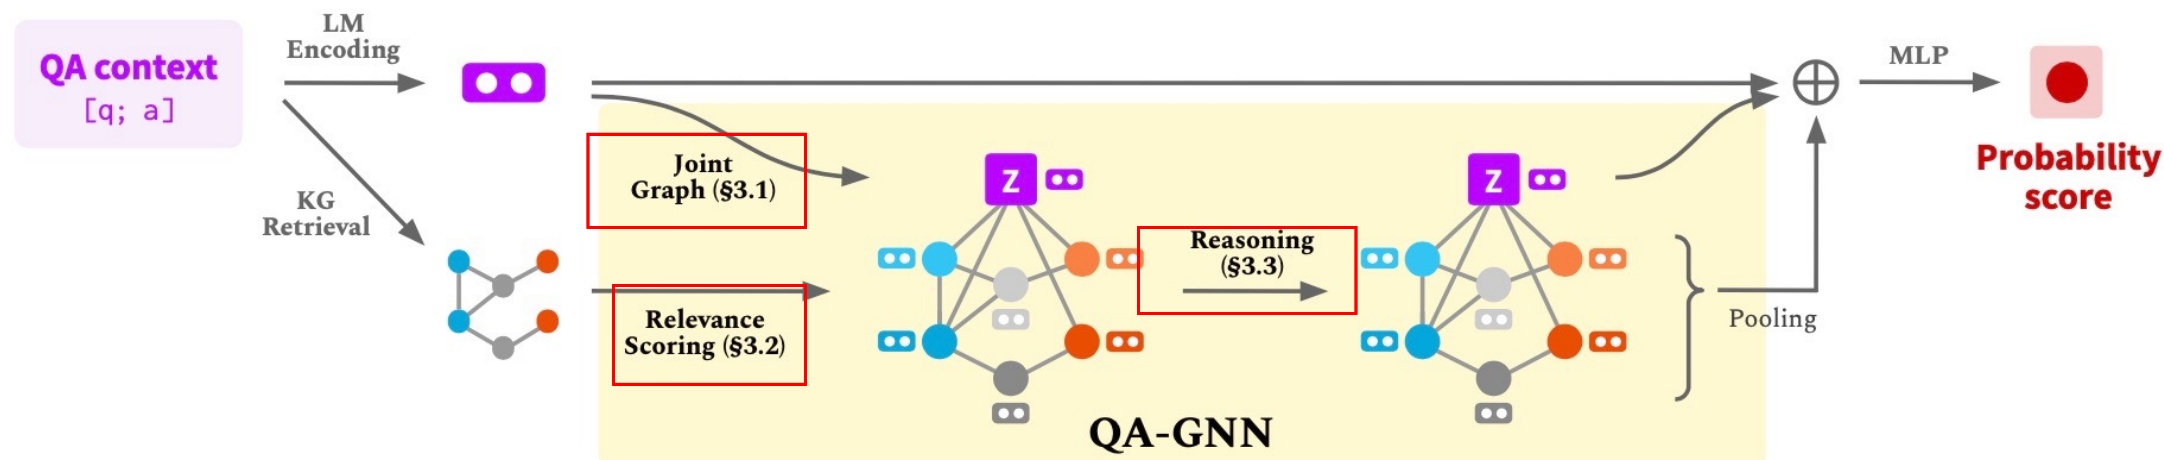 LM
Encoding
QA context
[q; a]
MLP
Joint
Graph (§3.1)
Z
Z
Probability
score
KG
Retrieval
Reasoning
(§3.3)
Relevance
Scoring (§3.2)
Pooling
QA-GNN